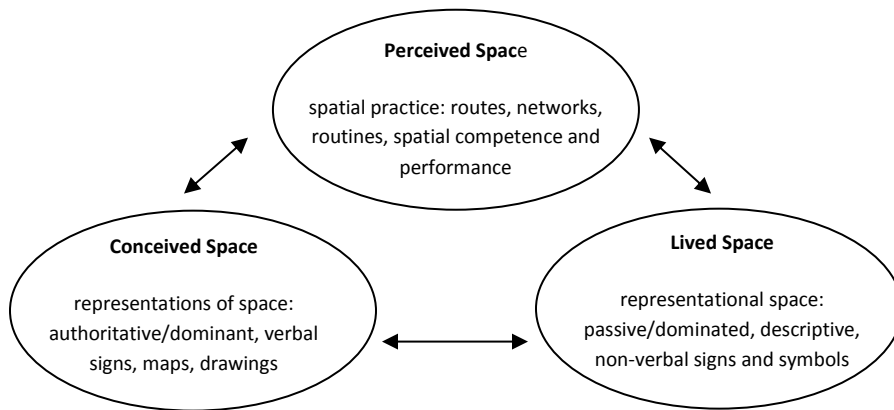 Perceived Space
spatial practice: routes, networks,
routines, spatial competence and
performance
Conceived Space
representations of space:
authoritative/dominant, verbal
signs, maps, drawings
Lived Space
representational space:
passive/dominated, descriptive,
non-verbal signs and symbols